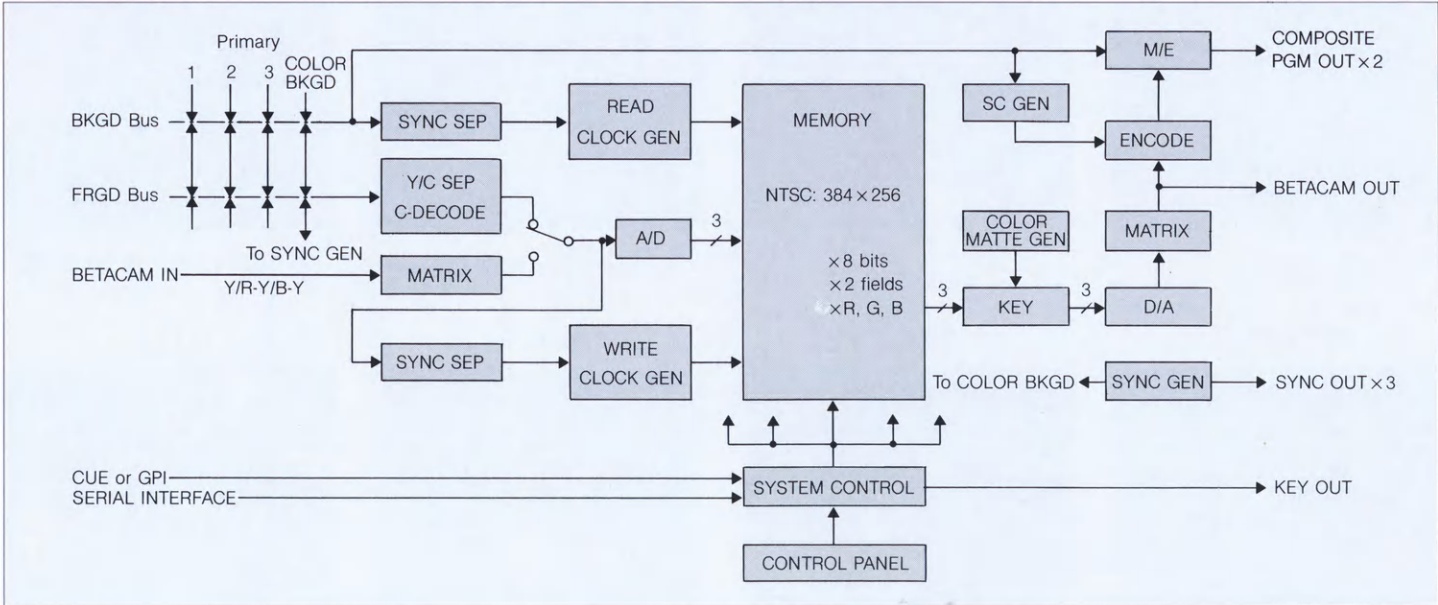 Primary
1 2 3 COLOR
BKGD
BKGD Bus
FRGD Bus
To SYNC GEN
BETACAM IN
Y/R-Y/B-Y
SYNC SEP
READ
CLOCK GEN
Y/C SEP
C-DECODE
MATRIX
A/D
3
SYNC SEP
WRITE
CLOCK GEN
MEMORY
NTSC: 384 × 256
× 8 bits
× 2 fields
× R, G, B
3
M/E
COMPOSITE
PGM OUT × 2
SC GEN
ENCODE
BETACAM OUT
COLOR
MATTE GEN
MATRIX
KEY
3
D/A
To COLOR BKGD
SYNC GEN
SYNC OUT × 3
CUE or GPI
SERIAL INTERFACE
SYSTEM CONTROL
KEY OUT
CONTROL PANEL